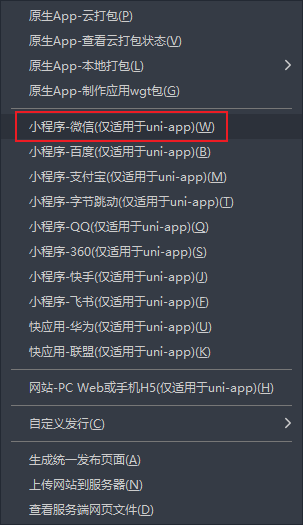 原生App-云打包(P)
原生App-查看云打包状态(V)
原生App-本地打包(L)
原生App-制作应用wgt包(G)
小程序-微信(仅适用于uni-app)(W)
小程序-百度(仅适用于uni-app)(B)
小程序-支付宝(仅适用于uni-app)(M)
小程序-字节跳动(仅适用于uni-app)(T)
小程序-QQ(仅适用于uni-app)(Q)
小程序-360(仅适用于uni-app)(S)
小程序-快手(仅适用于uni-app)(J)
小程序-飞书(仅适用于uni-app)(F)
快应用-华为(仅适用于uni-app)(U)
快应用-联盟(仅适用于uni-app)(K)
网站-PC Web或手机H5(仅适用于uni-app)(H)
自定义发行(C)
生成统一发布页面(A)
上传网站到服务器(N)
查看服务端网页文件(D)